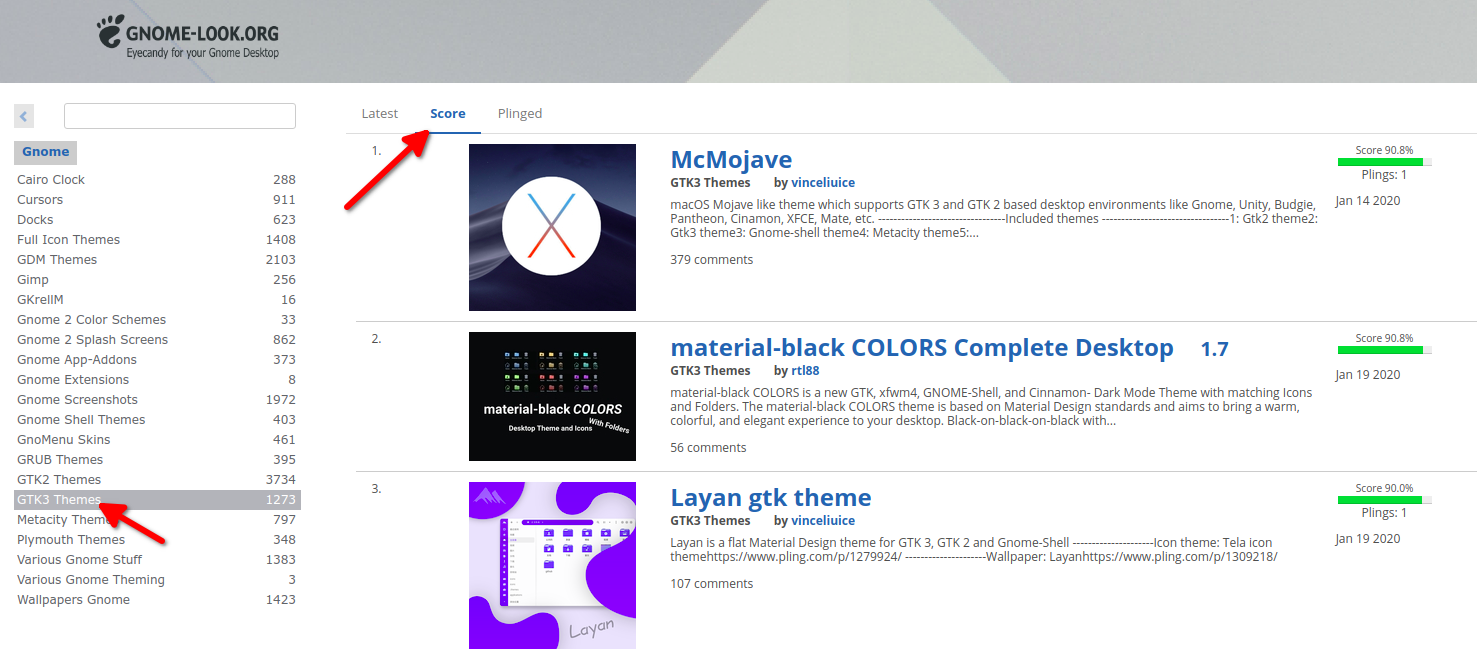 GNOME-LOOK.ORG
Eyecandy for your Gnome Desktop
Gnome
Cairo Clock 288
Cursors 911
Docks 623
Full Icon Themes 1408
GDM Themes 2103
Gimp 256
GKrellM 16
Gnome 2 Color Schemes 33
Gnome 2 Splash Screens 862
Gnome App-Addons 373
Gnome Extensions 8
Gnome Screenshots 1972
Gnome Shell Themes 403
GnoMenu Skins 461
GRUB Themes 395
GTK2 Themes 3734
GTK3 Themes 1273
Metacity Theme 797
Plymouth Themes 348
Various Gnome Stuff 1383
Various Gnome Theming 3
Wallpapers Gnome 1423
Latest Score Plinged
1.
McMojave
GTK3 Themes by vinceliuice
macOS Mojave like theme which supports GTK 3 and GTK 2 based desktop environments like Gnome, Unity, Budgie,
Pantheon, Cinamon, XFCE, Mate, etc. ---------------------------------Included themes ---------------------------------1: Gtk2 theme2:
Gtk3 theme3: Gnome-shell theme4: Metacity theme5:...
379 comments
Score 90.8%
Plings: 1
Jan 14 2020
2.
material-black COLORS
With Folders
Desktop Theme and Icons
material-black COLORS Complete Desktop 1.7
GTK3 Themes by rtl88
material-black COLORS is a new GTK, xfwm4, GNOME-Shell, and Cinnamon- Dark Mode Theme with matching Icons
and Folders. The material-black COLORS theme is based on Material Design standards and aims to bring a warm,
colorful, and elegant experience to your desktop. Black-on-black-on-black with...
56 comments
Score 90.8%
Jan 19 2020
3.
Layan
Layan gtk theme
GTK3 Themes by vinceliuice
Layan is a flat Material Design theme for GTK 3, GTK 2 and Gnome-Shell ---------------------Icon theme: Tela icon
themehttps://www.pling.com/p/1279924/ ---------------------Wallpaper: Layanhttps://www.pling.com/p/1309218/
107 comments
Score 90.0%
Plings: 1
Jan 19 2020